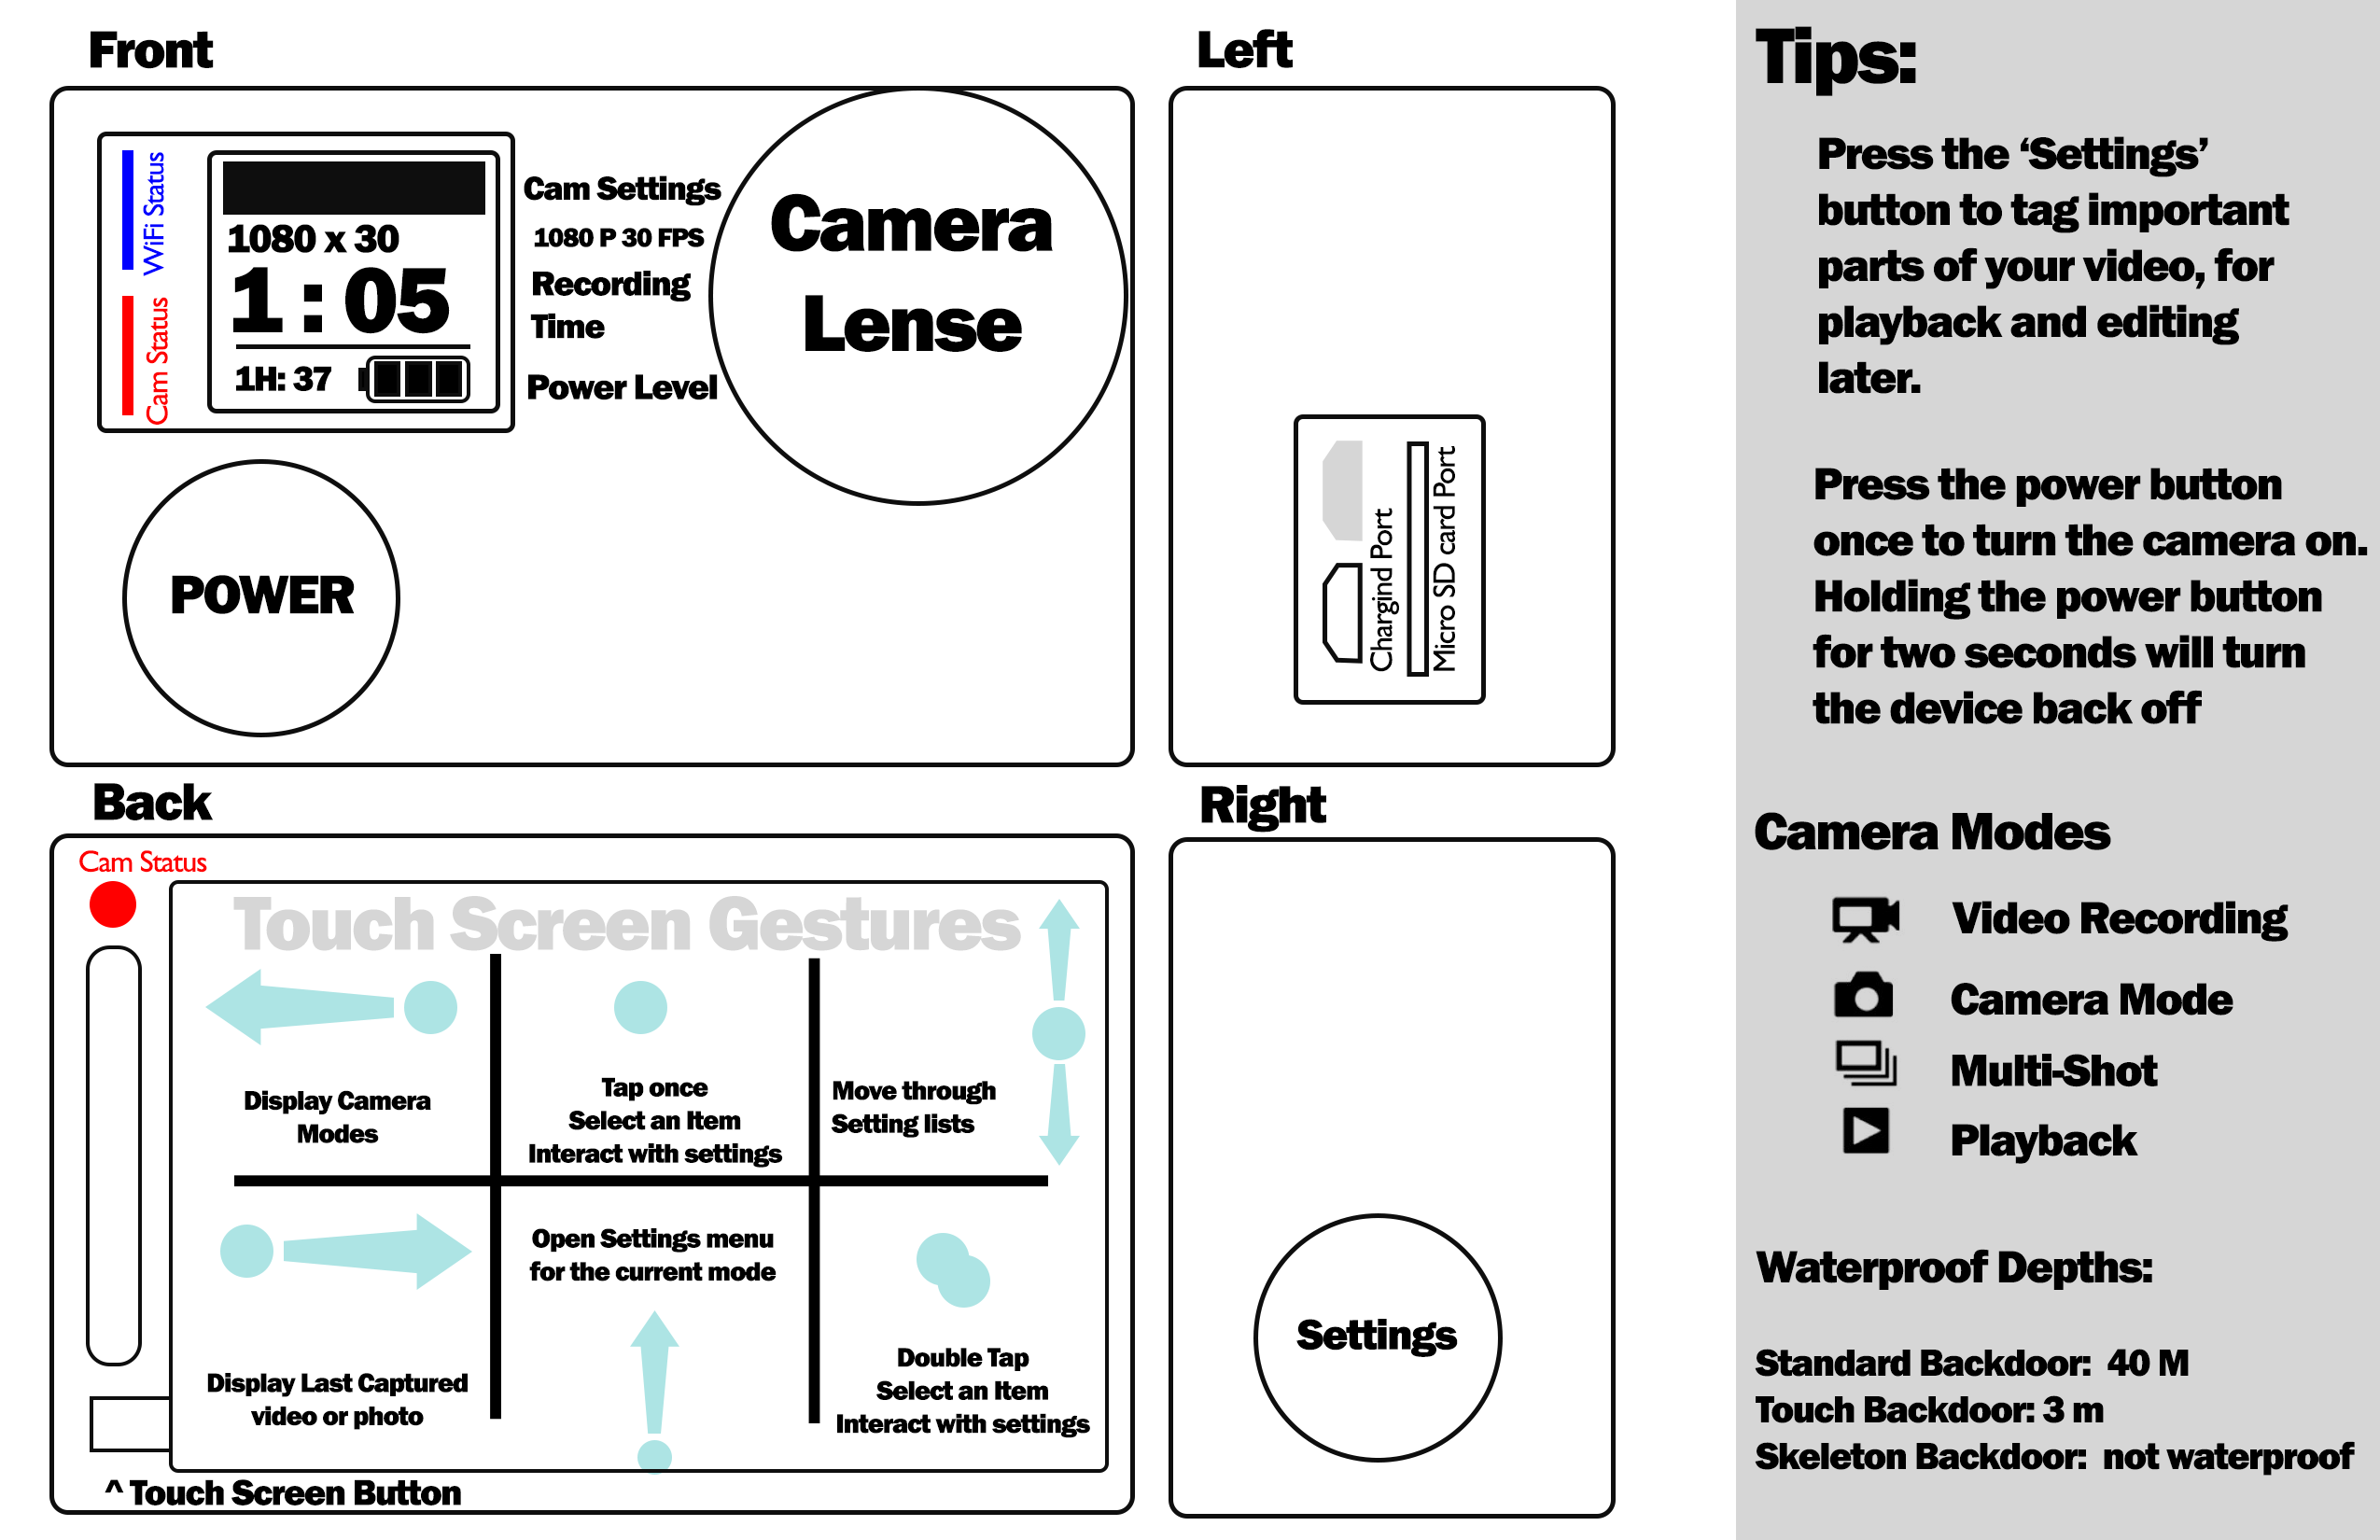 Front
WiFi Status
Cam Status
1080 x 30
1 : 05
1H: 37
Cam Settings
1080 P 30 FPS
Recording
Time
Power Level
Camera
Lense
POWER
Left
Chargind Port
Micro SD card Port
Back
Cam Status
Touch Screen Gestures
Display Camera
Modes
Tap once
Select an Item
Interact with settings
Move through
Setting lists
Display Last Captured
video or photo
Open Settings menu
for the current mode
Double Tap
Select an Item
Interact with settings
^ Touch Screen Button
Right
Settings
Tips:
Press the ‘Settings’
button to tag important
parts of your video, for
playback and editing
later.
Press the power button
once to turn the camera on.
Holding the power button
for two seconds will turn
the device back off
Camera Modes
Video Recording
Camera Mode
Multi-Shot
Playback
Waterproof Depths:
Standard Backdoor: 40 M
Touch Backdoor: 3 m
Skeleton Backdoor: not waterproof